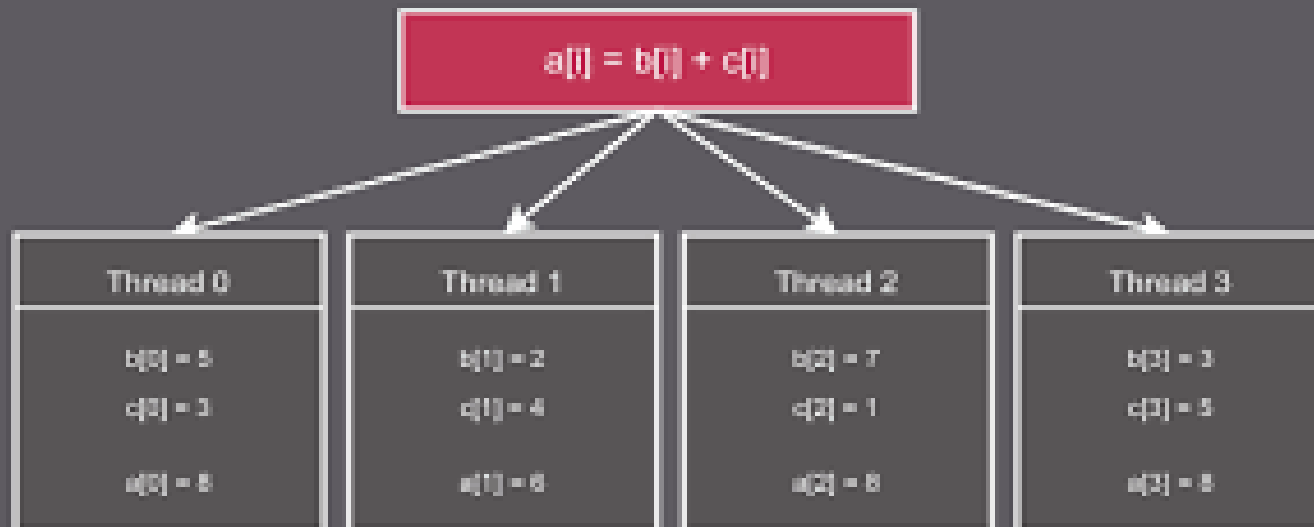 a[i] = b[i] + c[i]
Thread 0
b[0] = 5
c[0] = 3
a[0] = 8
Thread 1
b[1] = 2
c[1] = 4
a[1] = 6
Thread 2
b[2] = 7
c[2] = 1
a[2] = 8
Thread 3
b[3] = 3
c[3] = 5
a[3] = 8